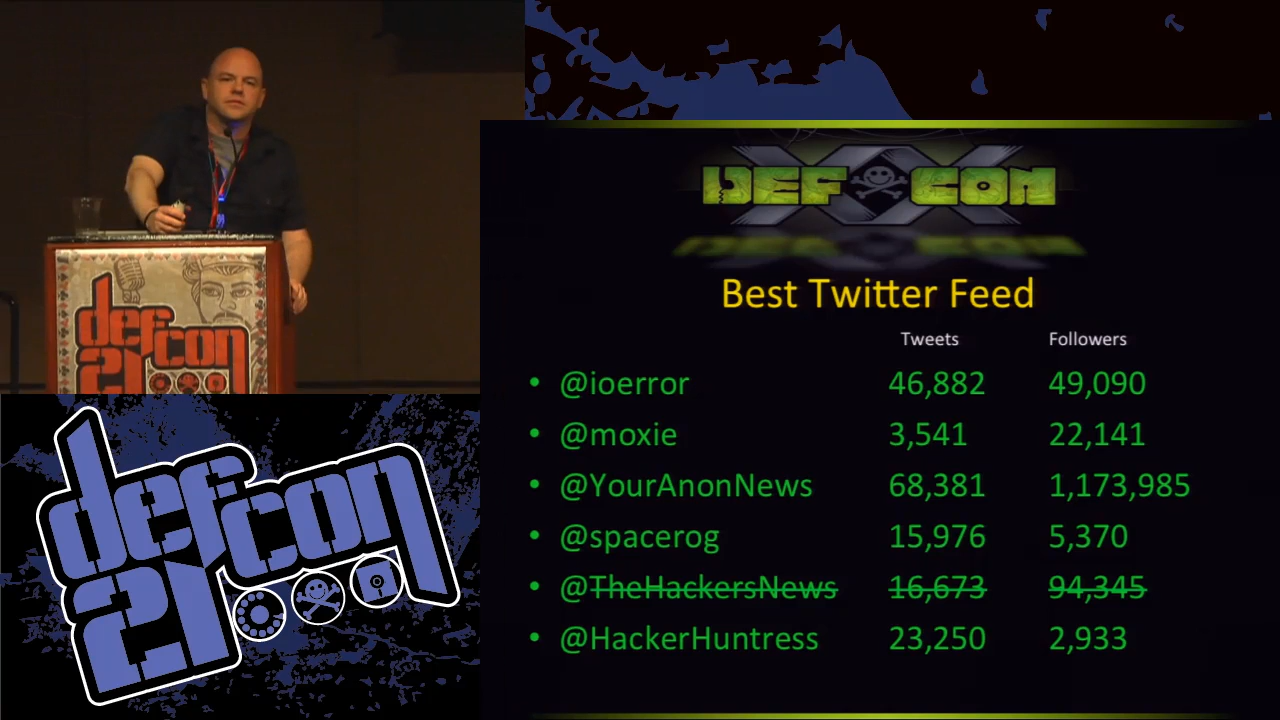 defcon
21
defcon
21
DEF CON
XX
Best Twitter Feed
Tweets Followers
• @ioerror 46,882 49,090
• @moxie 3,541 22,141
• @YourAnonNews 68,381 1,173,985
• @spacerog 15,976 5,370
• @TheHackersNews 16,673 94,345
• @HackerHuntress 23,250 2,933